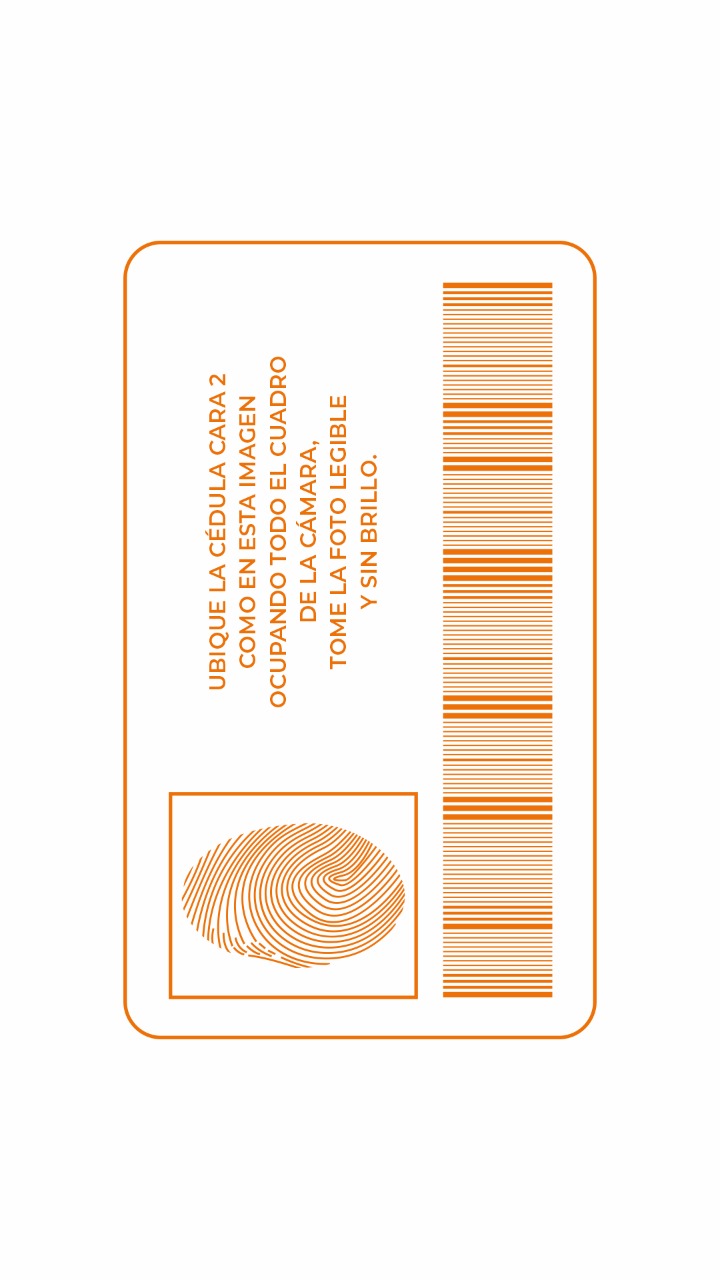 UBIQUE LA CÉDULA CARA 2
COMO EN ESTA IMAGEN
OCUPANDO TODO EL CUADRO
DE LA CÁMARA,
TOME LA FOTO LEGIBLE
Y SIN BRILLO.